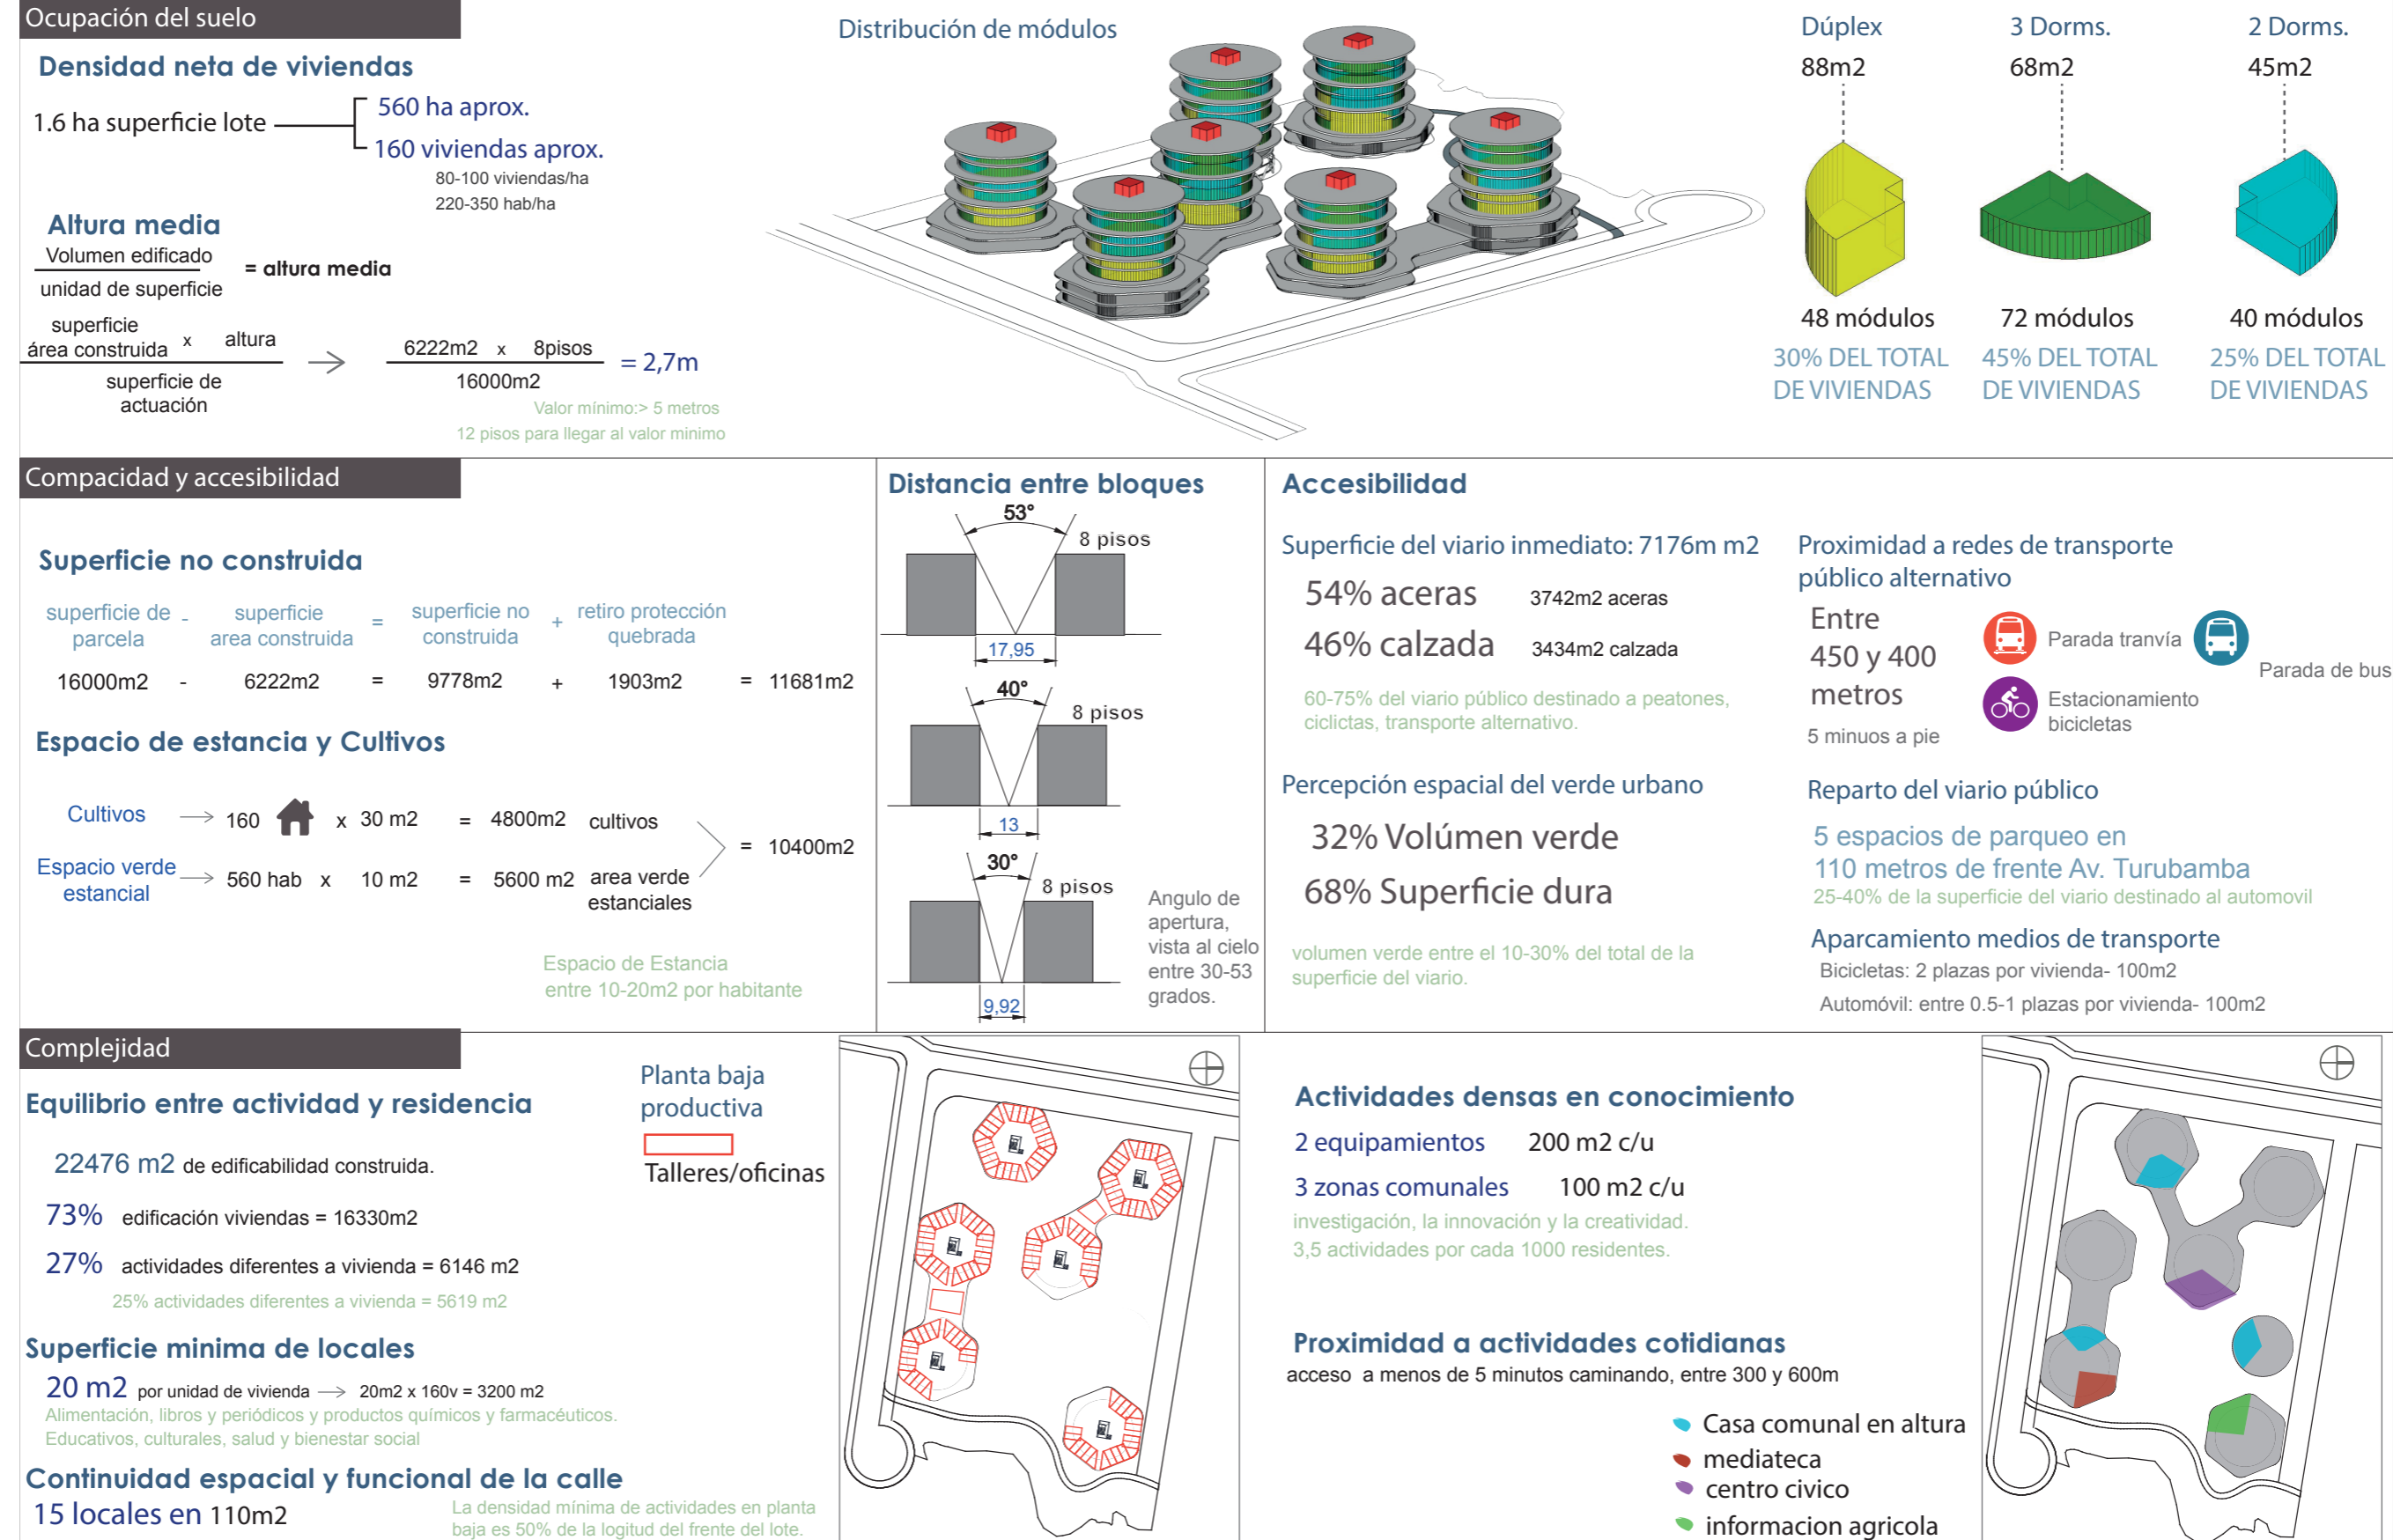 Ocupación del suelo
Densidad neta de viviendas
1.6 ha superficie lote
560 ha aprox.
160 viviendas aprox.
80-100 viviendas/ha
220-350 hab/ha
Altura media
Volumen edificado
unidad de superficie
= altura media
superficie
área construida x altura
superficie de
actuación
6222m2 x 8pisos
16000m2
= 2,7m
Valor mínimo:> 5 metros
12 pisos para llegar al valor minimo
Distribución de módulos
Dúplex
88m2
48 módulos
30% DEL TOTAL
DE VIVIENDAS
3 Dorms.
68m2
72 módulos
45% DEL TOTAL
DE VIVIENDAS
2 Dorms.
45m2
40 módulos
25% DEL TOTAL
DE VIVIENDAS
Compacidad y accesibilidad
Superficie no construida
superficie de
parcela
-
superficie
area construida
=
superficie no
construida
+
retiro protección
quebrada
16000m2 - 6222m2 = 9778m2 + 1903m2 = 11681m2
Espacio de estancia y Cultivos
Cultivos 160 x 30 m2 = 4800m2 cultivos
Espacio verde
estancial
560 hab x 10 m2 = 5600 m2 area verde
estanciales
= 10400m2
Espacio de Estancia
entre 10-20m2 por habitante
Distancia entre bloques
53°
8 pisos
17,95
40°
8 pisos
13
30°
8 pisos
9,92
Angulo de
apertura,
vista al cielo
entre 30-53
grados.
Accesibilidad
Superficie del viario inmediato: 7176m m2
54% aceras 3742m2 aceras
46% calzada 3434m2 calzada
60-75% del viario público destinado a peatones,
ciclictas, transporte alternativo.
Percepción espacial del verde urbano
32% Volúmen verde
68% Superficie dura
volumen verde entre el 10-30% del total de la
superficie del viario.
Proximidad a redes de transporte
público alternativo
Entre
450 y 400
metros
5 minuos a pie
Parada tranvía
Parada de bus
Estacionamiento
bicicletas
Reparto del viario público
5 espacios de parqueo en
110 metros de frente Av. Turubamba
25-40% de la superficie del viario destinado al automovil
Aparcamiento medios de transporte
Bicicletas: 2 plazas por vivienda- 100m2
Automóvil: entre 0.5-1 plazas por vivienda- 100m2
Complejidad
Equilibrio entre actividad y residencia
22476 m2 de edificabilidad construida.
73% edificación viviendas = 16330m2
27% actividades diferentes a vivienda = 6146 m2
25% actividades diferentes a vivienda = 5619 m2
Superficie minima de locales
20 m2 por unidad de vivienda 20m2 x 160v = 3200 m2
Alimentación, libros y periódicos y productos químicos y farmacéuticos.
Educativos, culturales, salud y bienestar social
Continuidad espacial y funcional de la calle
15 locales en 110m2
La densidad mínima de actividades en planta
baja es 50% de la logitud del frente del lote.
Planta baja
productiva
Talleres/oficinas
Actividades densas en conocimiento
2 equipamientos 200 m2 c/u
3 zonas comunales 100 m2 c/u
investigación, la innovación y la creatividad.
3,5 actividades por cada 1000 residentes.
Proximidad a actividades cotidianas
acceso a menos de 5 minutos caminando, entre 300 y 600m
Casa comunal en altura
mediateca
centro civico
informacion agricola